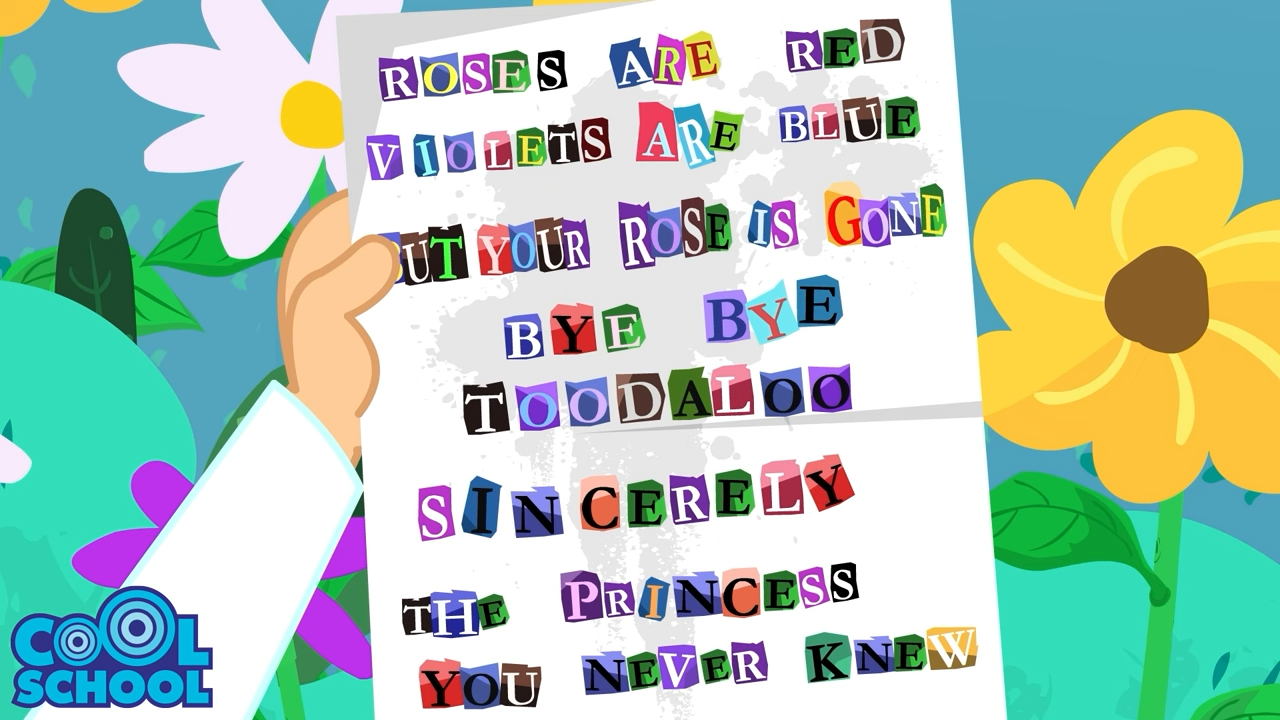 ROSES ARE RED
VIOLETS ARE BLUE
BUT YOUR ROSE IS GONE
BYE BYE
TOODALOO
SINCERELY
THE PRINCESS
YOU NEVER KNEW
COOL
SCHOOL